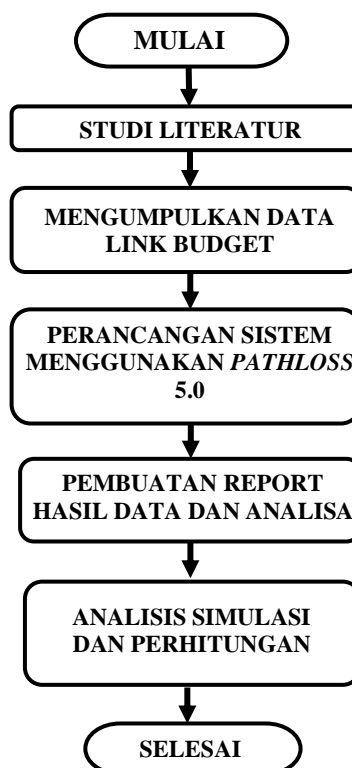 MULAI
STUDI LITERATUR
MENGUMPULKAN DATA
LINK BUDGET
PERANCANGAN SISTEM
MENGGUNAKAN PATHLOSS
5.0
PEMBUATAN REPORT
HASIL DATA DAN ANALISA
ANALISIS SIMULASI
DAN PERHITUNGAN
SELESAI